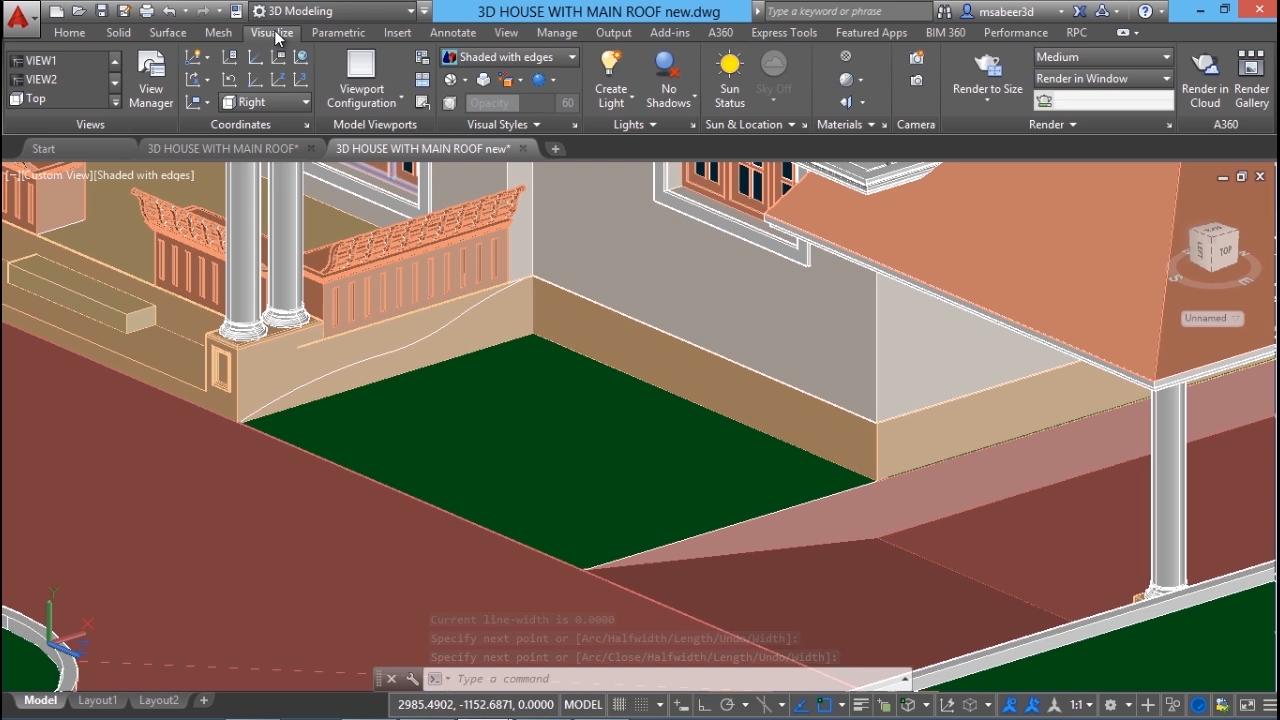 3D Modeling
3D HOUSE WITH MAIN ROOF new.dwg
Type a keyword or phrase
msabeer3d
Home Solid Surface Mesh Visualize Parametric Insert Annotate View Manage Output Add-ins A360 Express Tools Featured Apps BIM 360 Performance RPC
VIEW1
VIEW2
Top
View
Manager
Views
Right
Coordinates
Viewport
Configuration
Model Viewports
Shaded with edges
Opacity 60
Visual Styles
Create
Light
No
Shadows
Lights
Sun
Status
Sky Off
Sun & Location
Materials
Camera
Render to Size
Medium
Render in Window
Render
Render in
Cloud
Render
Gallery
A360
Start
3D HOUSE WITH MAIN ROOF*
3D HOUSE WITH MAIN ROOF new*
[−][Custom View][Shaded with edges]
LEFT
TOP
S
E
Unnamed
Y
X
Current line-width is 0.0000
Specify next point or [Arc/Halfwidth/Length/Undo/Width]:
Specify next point or [Arc/Close/Halfwidth/Length/Undo/Width]:
Type a command
Model Layout1 Layout2 +
2985.4902, -1152.6871, 0.0000 MODEL
1:1